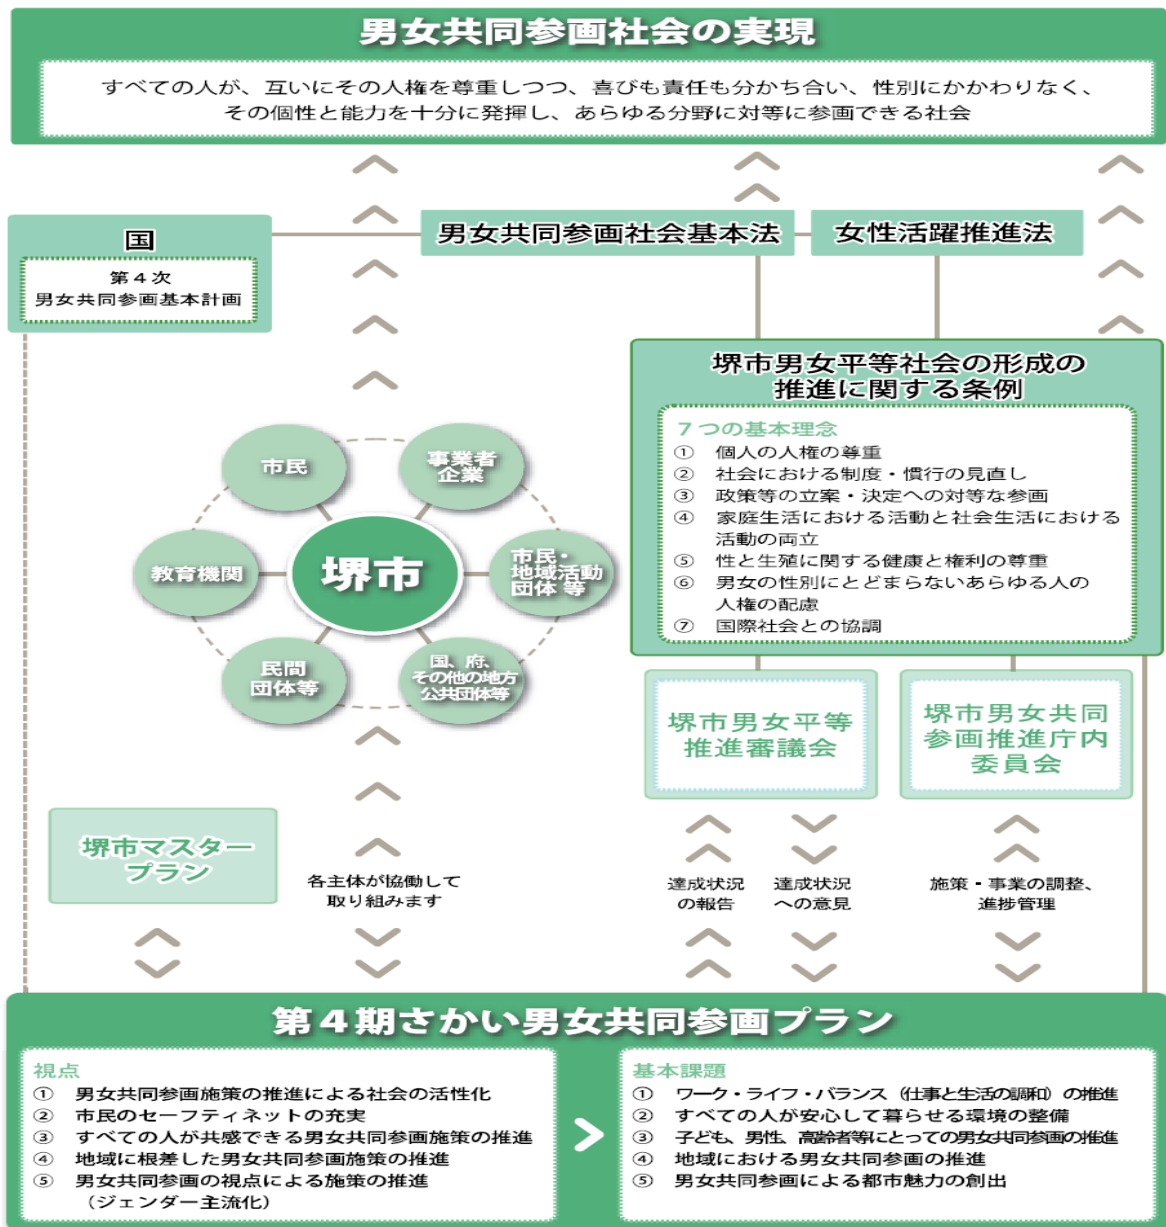 男女共同参画社会の実現
すべての人が、互いにその人権を尊重しつつ、喜びも責任も分かち合い、性別にかかわりなく、
その個性と能力を十分に発揮し、あらゆる分野に対等に参画できる社会
国
第４次
男女共同参画基本計画
男女共同参画社会基本法
女性活躍推進法
堺市男女平等社会の形成の
推進に関する条例
７つの基本理念
① 個人の人権の尊重
② 社会における制度・慣行の見直し
③ 政策等の立案・決定への対等な参画
④ 家庭生活における活動と社会生活における
活動の両立
⑤ 性と生殖に関する健康と権利の尊重
⑥ 男女の性別にとどまらないあらゆる人の
人権の配慮
⑦ 国際社会との協調
市民
事業者
企業
教育機関
堺市
市民・
地域活動
団体 等
民間
団体等
国、府、
その他の地方
公共団体等
堺市男女平等
推進審議会
堺市男女共同
参画推進庁内
委員会
堺市マスター
プラン
各主体が協働して
取り組みます
達成状況
の報告
達成状況
への意見
施策・事業の調整、
進捗管理
第４期さかい男女共同参画プラン
視点
① 男女共同参画施策の推進による社会の活性化
② 市民のセーフティネットの充実
③ すべての人が共感できる男女共同参画施策の推進
④ 地域に根差した男女共同参画施策の推進
⑤ 男女共同参画の視点による施策の推進
（ジェンダー主流化）
基本課題
① ワーク・ライフ・バランス（仕事と生活の調和）の推進
② すべての人が安心して暮らせる環境の整備
③ 子ども、男性、高齢者等にとっての男女共同参画の推進
④ 地域における男女共同参画の推進
⑤ 男女共同参画による都市魅力の創出